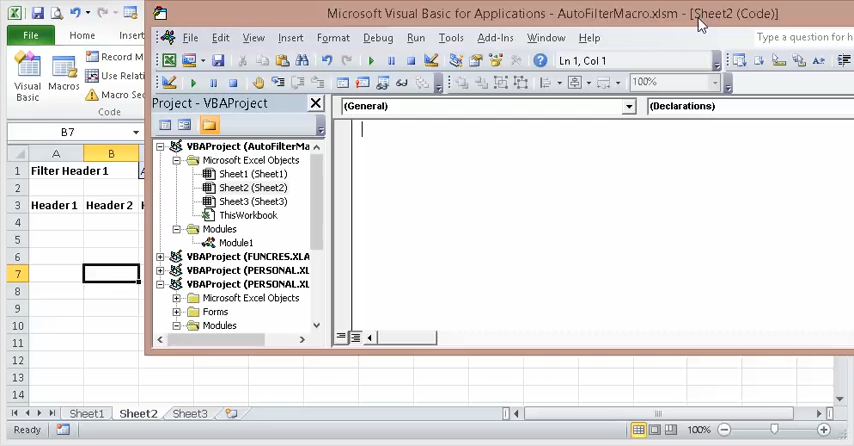 Microsoft Visual Basic for Applications - AutoFilterMacro.xlsm - [Sheet2 (Code)]
File Edit View Insert Format Debug Run Tools Add-Ins Window Help
Type a question for h
Ln 1, Col 1
100%
Project - VBAProject
(General)
(Declarations)
VBAProject (AutoFilterMa
Microsoft Excel Objects
Sheet1 (Sheet1)
Sheet2 (Sheet2)
Sheet3 (Sheet3)
ThisWorkbook
Modules
Module1
VBAProject (FUNCRES.XLA
VBAProject (PERSONAL.XL
VBAProject (PERSONAL.XL
Microsoft Excel Objects
Forms
Modules
File Home
Visual Basic
Macros
Record M
Use Relati
Macro Sec
Code
B7
A B
1 Filter Header 1 A
2
3 Header1 Header 2 H
4
5
6
7
8
9
10
11
12
13
14
Sheet1 Sheet2 Sheet3
Ready
100%